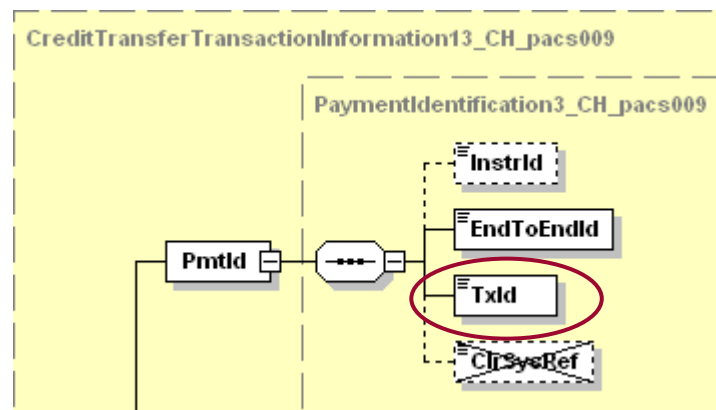 CreditTransferTransactionInformation13_CH_pacs009
PaymentIdentification3_CH_pacs009
InstrId
EndToEndId
PmtId
TxId
ClrSysRef